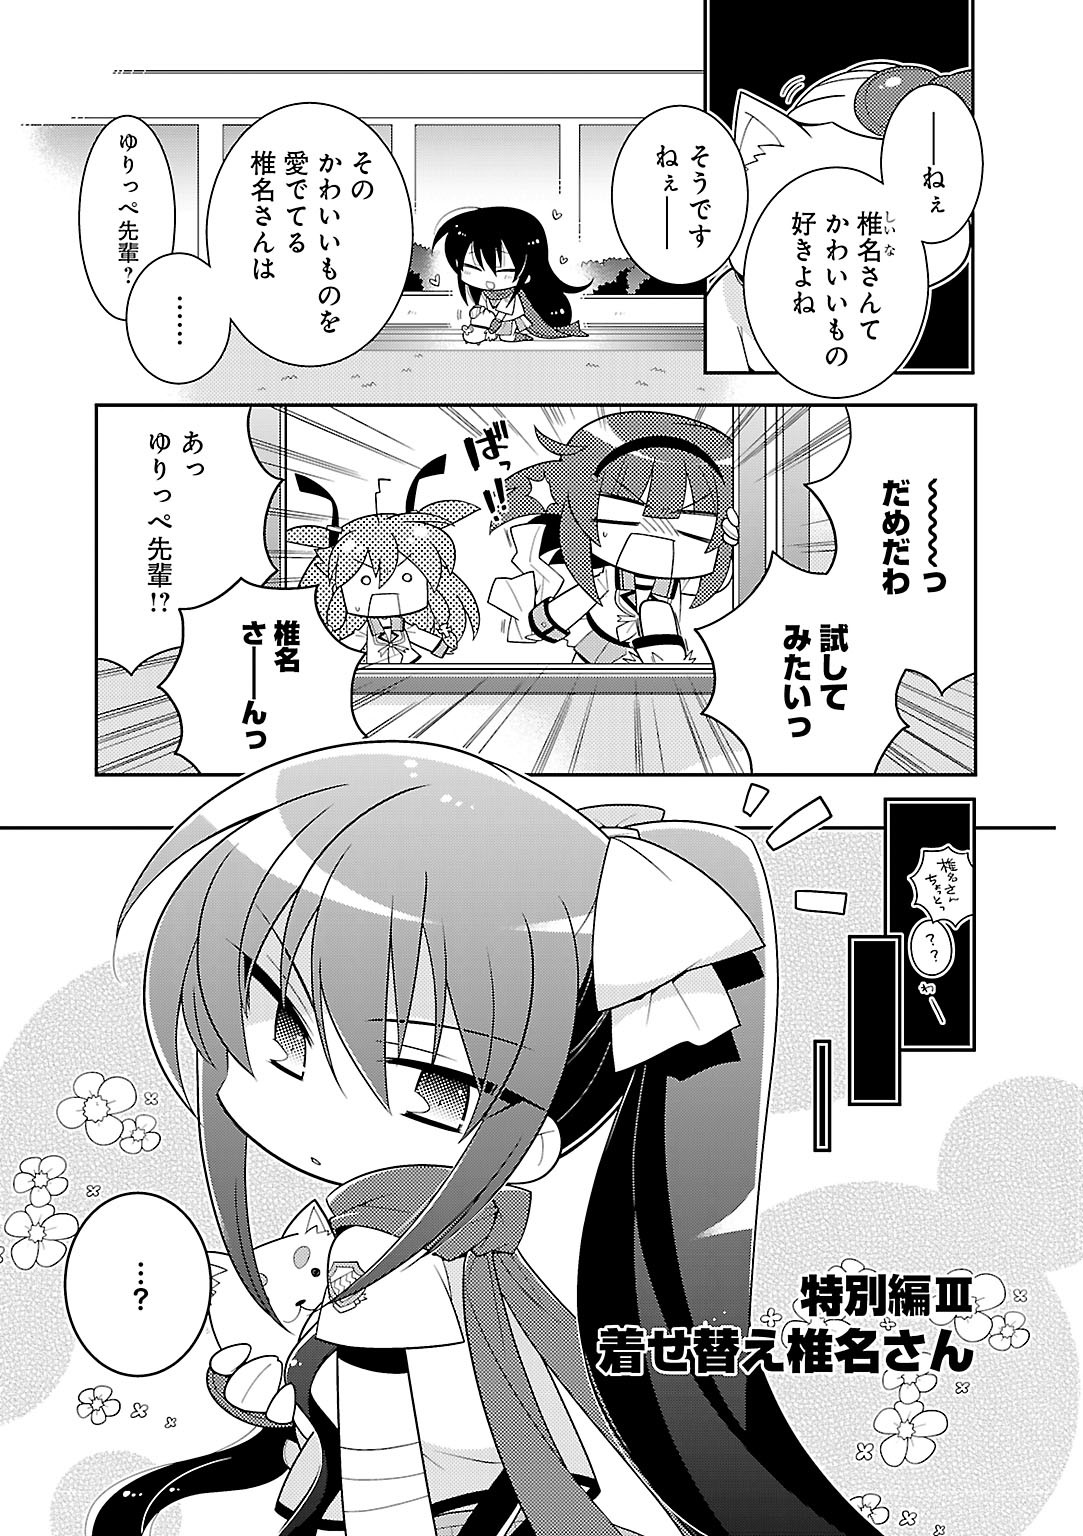 ――ねぇ
椎名さんて
しいな
かわいいもの
好きよね
そうです
ねぇ――
その
かわいいものを
愛でてる
椎名さんは
……
ゆりっぺ先輩?
～～～～っ
だめだわ
試して
みたいっ
ばっ!!
あっ
ゆりっぺ先輩!?
椎名
さ――んっ
椎名さん
ちょっとっ
??
わー
…?
特別編Ⅲ
着せ替え椎名さん